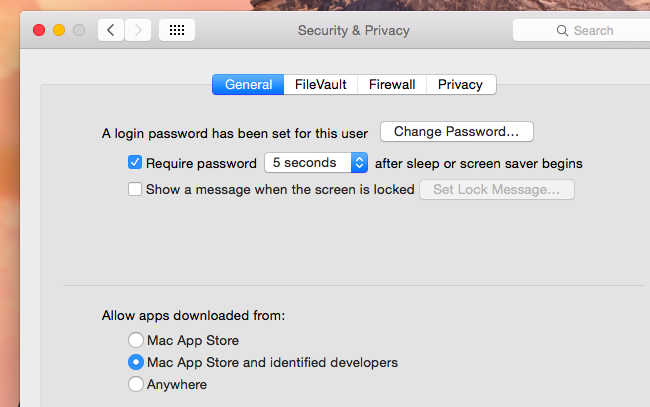 Security & Privacy Search
General FileVault Firewall Privacy
A login password has been set for this user Change Password...
Require password 5 seconds after sleep or screen saver begins
Show a message when the screen is locked Set Lock Message...
Allow apps downloaded from:
Mac App Store
Mac App Store and identified developers
Anywhere